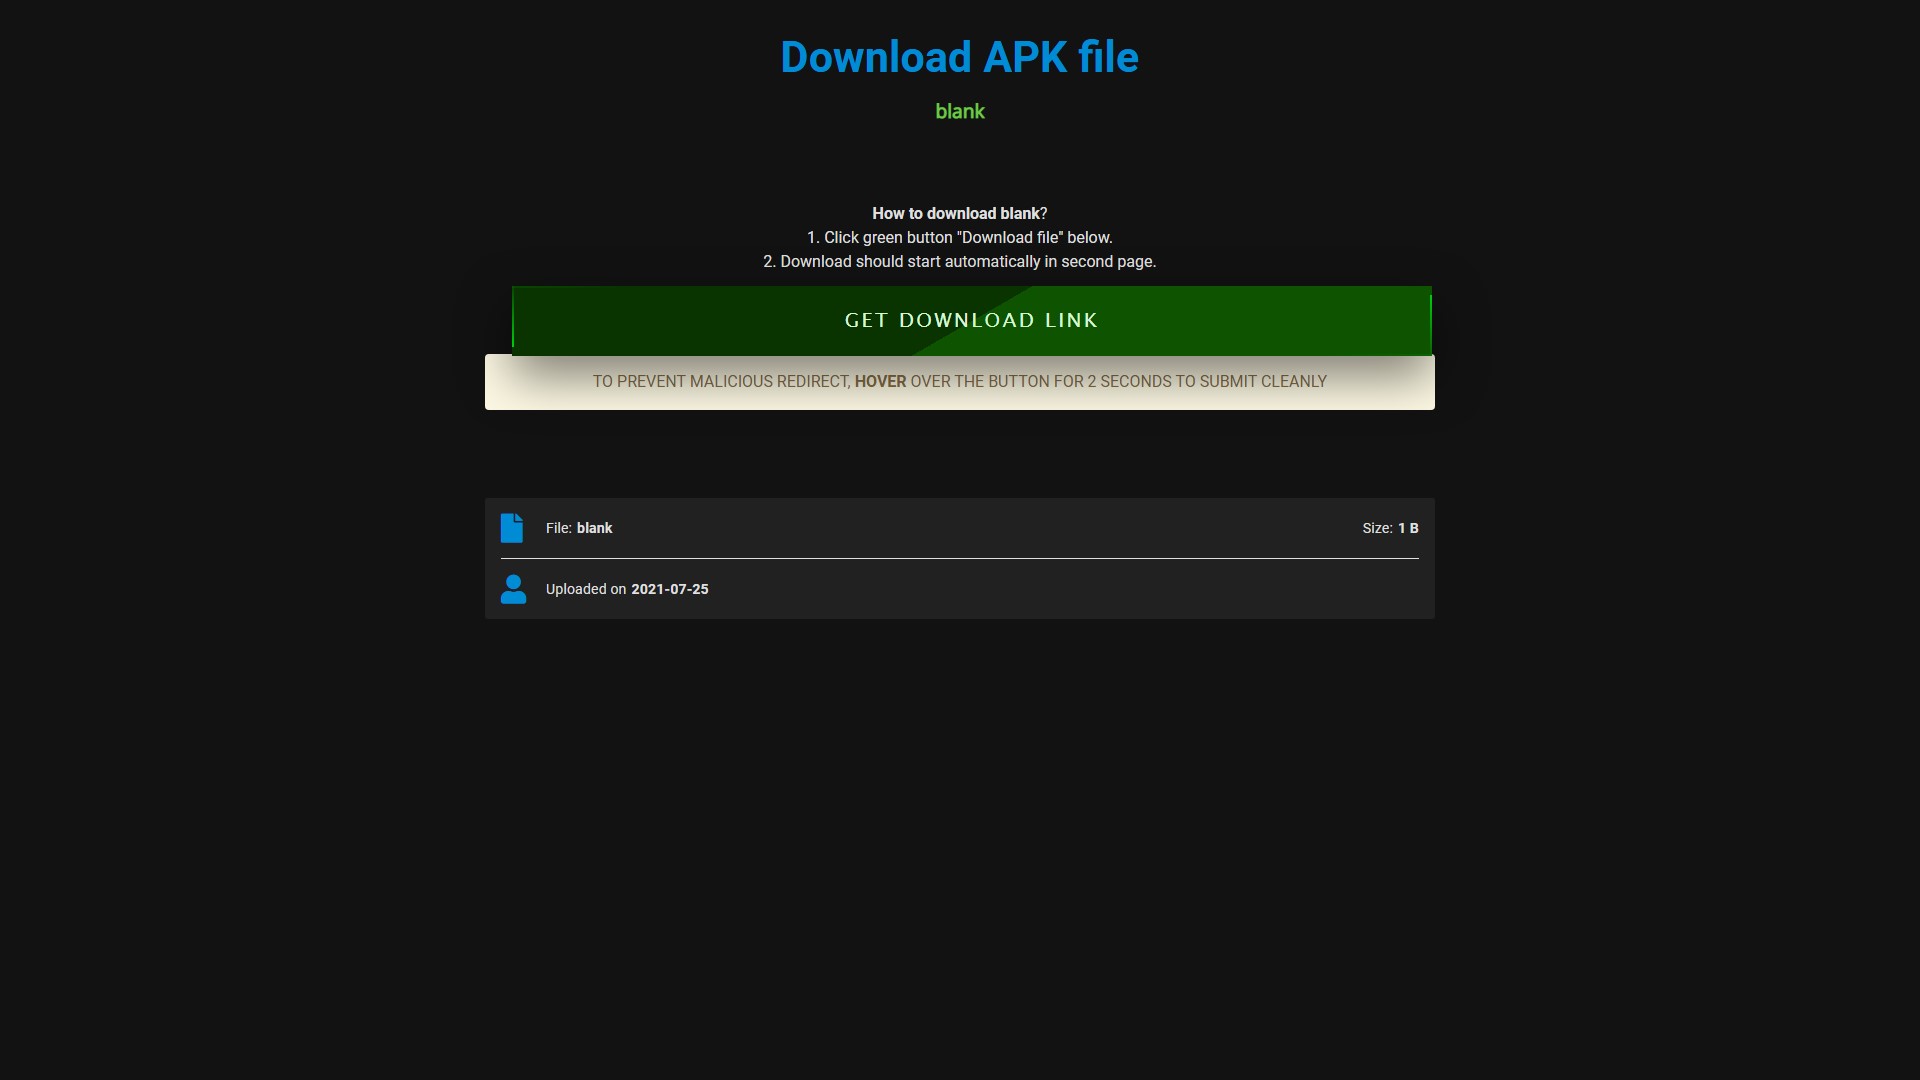 Download APK file
blank
How to download blank?
1. Click green button "Download file" below.
2. Download should start automatically in second page.
GET DOWNLOAD LINK
TO PREVENT MALICIOUS REDIRECT, HOVER OVER THE BUTTON FOR 2 SECONDS TO SUBMIT CLEANLY
File: blank Size: 1 B
Uploaded on 2021-07-25